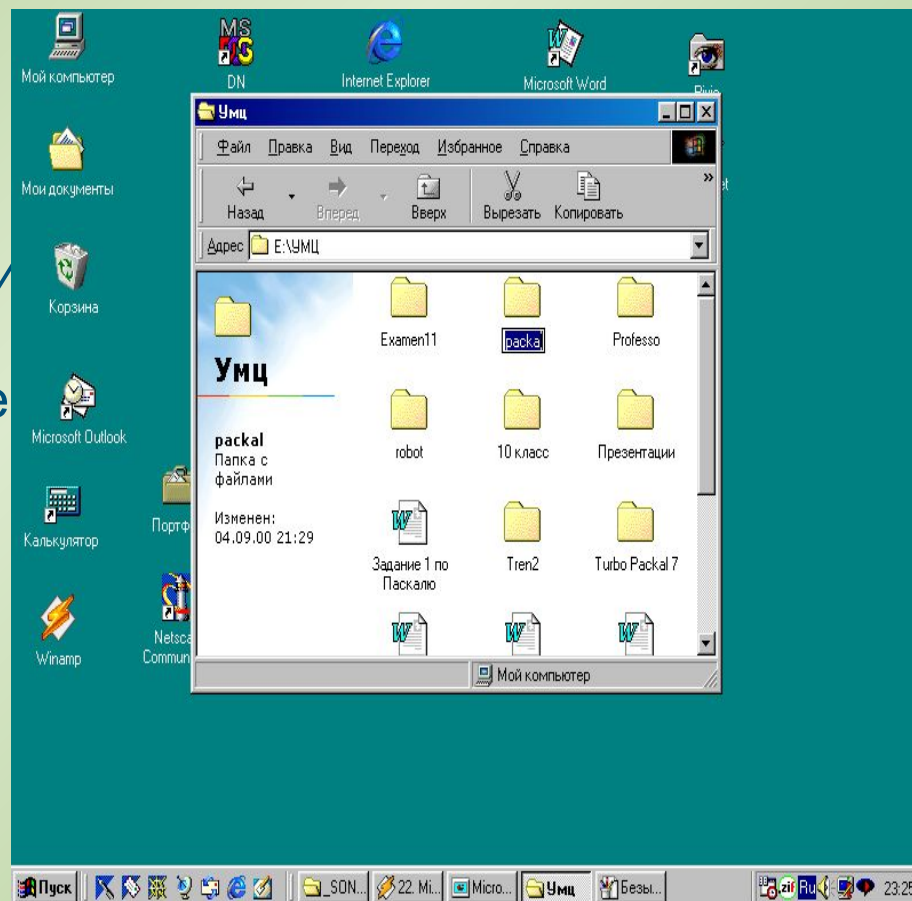 MS
Мой компьютер
DN
Internet Explorer
Microsoft Word
Умц
Файл Правка Вид Переход Избранное Справка
Мои документы
Назад Вперед Вверх Вырезать Копировать »
Адрес E:\УМЦ
Корзина
Examen11
packal
Professo
Умц
е
Microsoft Outlook
packal
Папка с
файлами
robot
10 класс
Презентации
Изменен:
04.09.00 21:29
Портф
Калькулятор
Задание 1 по
Паскалю
Tren2
Turbo Packal 7
Netsca
Commun
Winamp
Мой компьютер
Пуск _SON... 22. Mi... Micro... Умц Безы... zif Ru 23:25